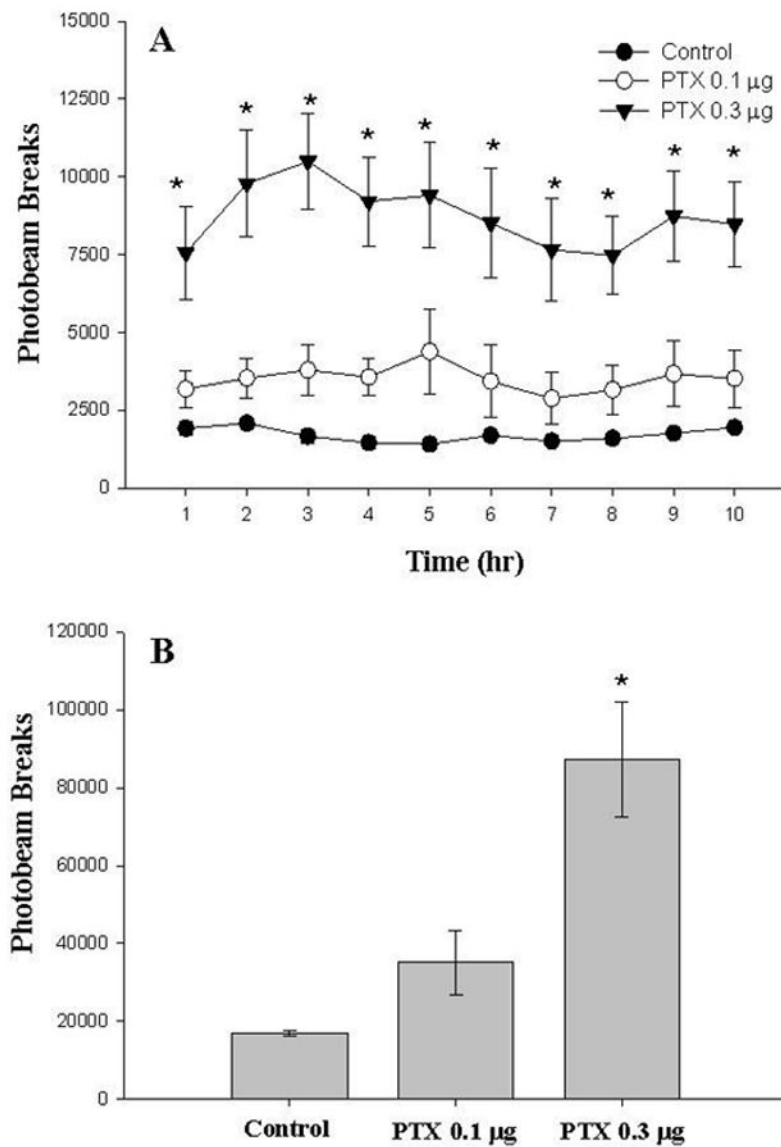 A
Control
PTX 0.1 µg
PTX 0.3 µg
15000
12500
10000
7500
5000
2500
0
Photobeam Breaks
* * * * * * * * * *
1 2 3 4 5 6 7 8 9 10
Time (hr)
B
120000
100000
80000
60000
40000
20000
0
Photobeam Breaks
*
Control PTX 0.1 µg PTX 0.3 µg